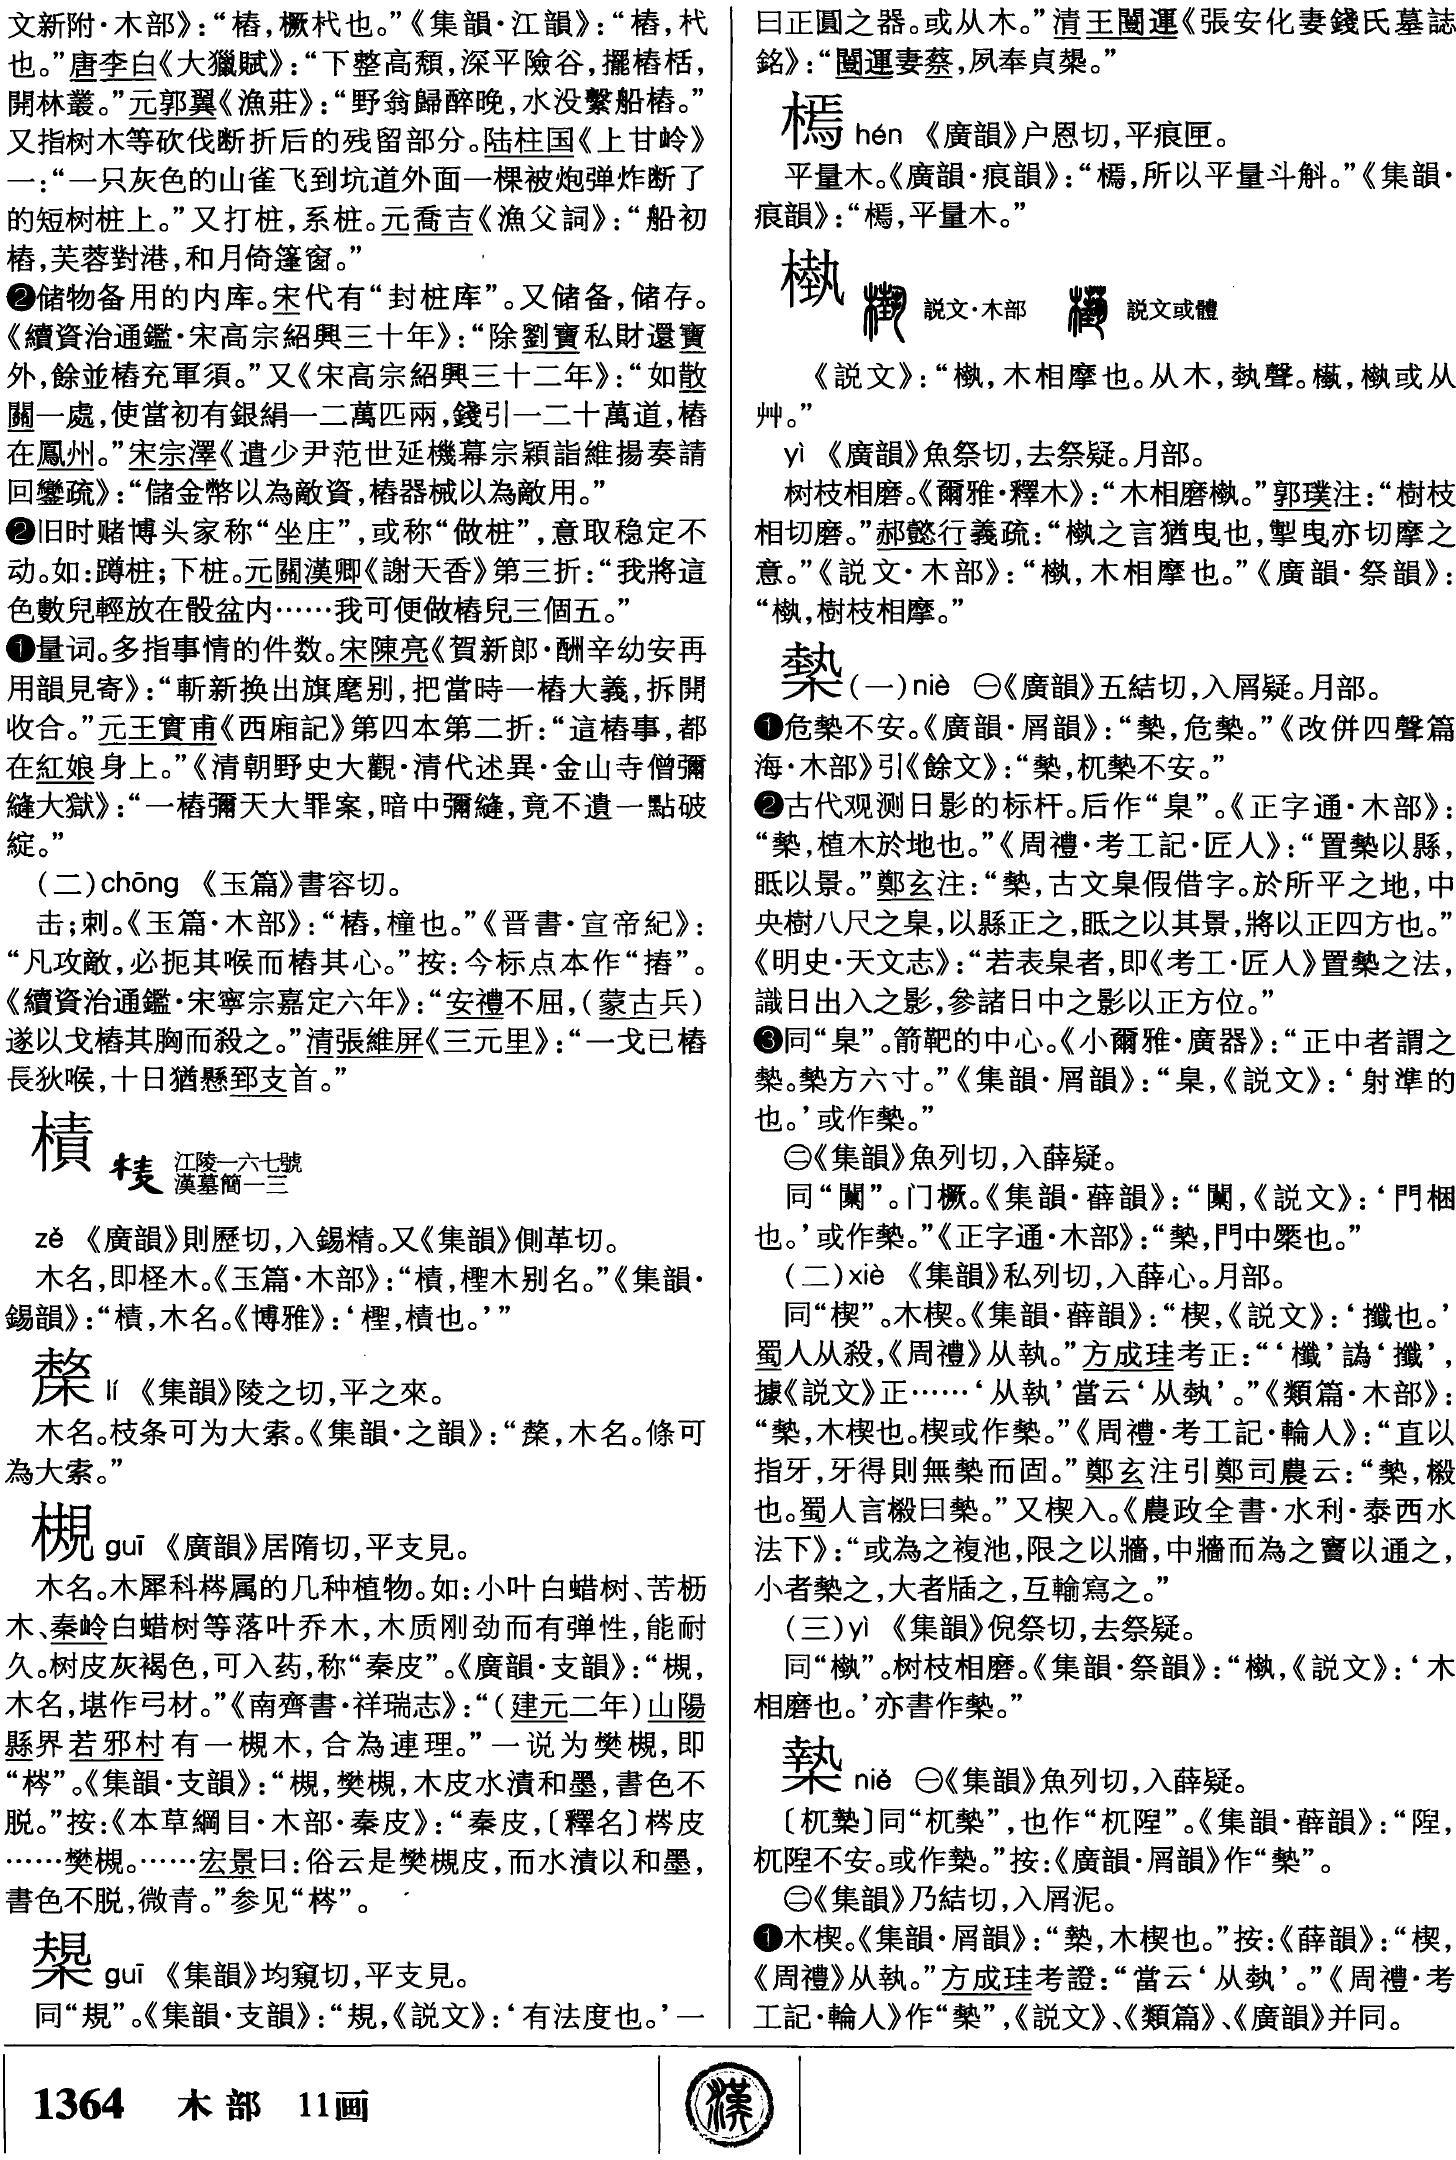 文新附·木部》：“樁，橛杙也。”《集韻·江韻》：“樁，杙
也。”唐李白《大獵賦》：“下整高頹，深平險谷，擺樁栝，
開林叢。”元郭翼《漁莊》：“野翁歸醉晚，水没繫船樁。”
又指树木等砍伐断折后的残留部分。陆柱国《上甘岭》
一：“一只灰色的山雀飞到坑道外面一棵被炮弹炸断了
的短树桩上。”又打桩，系桩。元喬吉《漁父詞》：“船初
樁，芙蓉對港，和月倚篷窗。”
❷储物备用的内库。宋代有“封桩库”。又储备，储存。
《續資治通鑑·宋高宗紹興三十年》：“除劉寶私財還寶
外，餘並樁充軍須。”又《宋高宗紹興三十二年》：“如散
關一處，使當初有銀絹一二萬匹兩，錢引一二十萬道，樁
在鳳州。”宋宗澤《遣少尹范世延機幕宗穎詣維揚奏請
回鑾疏》：“儲金幣以為敵資，樁器械以為敵用。”
❷旧时赌博头家称“坐庄”，或称“做桩”，意取稳定不
动。如：蹲桩；下桩。元關漢卿《謝天香》第三折：“我將這
色數兒輕放在骰盆内……我可便做樁兒三個五。”
❶量词。多指事情的件数。宋陳亮《賀新郎·酬辛幼安再
用韻見寄》：“斬新换出旗麾别，把當時一樁大義，拆開
收合。”元王實甫《西廂記》第四本第二折：“這樁事，都
在紅娘身上。”《清朝野史大觀·清代述異·金山寺僧彌
縫大獄》：“一樁彌天大罪案，暗中彌縫，竟不遺一點破
綻。”
（二）chōng 《玉篇》書容切。
击；刺。《玉篇·木部》：“樁，橦也。”《晋書·宣帝紀》：
“凡攻敵，必扼其喉而樁其心。”按：今标点本作“摏”。
《續資治通鑑·宋寧宗嘉定六年》：“安禮不屈，（蒙古兵）
遂以戈樁其胸而殺之。”清張維屏《三元里》：“一戈已樁
長狄喉，十日猶懸郅支首。”
樍 江陵一六七號
漢墓簡一三
zé 《廣韻》則歷切，入錫精。又《集韻》側革切。
木名，即柽木。《玉篇·木部》：“樍，檉木别名。”《集韻·
錫韻》：“樍，木名。《博雅》：‘檉，樍也。’”
㯤 lí 《集韻》陵之切，平之來。
木名。枝条可为大索。《集韻·之韻》：“㯤，木名。條可
為大索。”
槻 guī 《廣韻》居隋切，平支見。
木名。木犀科梣属的几种植物。如：小叶白蜡树、苦枥
木、秦岭白蜡树等落叶乔木，木质刚劲而有弹性，能耐
久。树皮灰褐色，可入药，称“秦皮”。《廣韻·支韻》：“槻，
木名，堪作弓材。”《南齊書·祥瑞志》：“（建元二年）山陽
縣界若邪村有一槻木，合為連理。”一说为樊槻，即
“梣”。《集韻·支韻》：“槻，樊槻，木皮水漬和墨，書色不
脱。”按：《本草綱目·木部·秦皮》：“秦皮，〔釋名〕梣皮
……樊槻。……宏景曰：俗云是樊槻皮，而水漬以和墨，
書色不脱，微青。”参见“梣”。
槼 guī 《集韻》均窺切，平支見。
同“規”。《集韻·支韻》：“規，《説文》：‘有法度也。’一
曰正圓之器。或从木。”清王闓運《張安化妻錢氏墓誌
銘》：“闓運妻蔡，夙奉貞槼。”
㯊 hén 《廣韻》户恩切，平痕匣。
平量木。《廣韻·痕韻》：“㯊，所以平量斗斛。”《集韻·
痕韻》：“㯊，平量木。”
槸 説文·木部 説文或體
《説文》：“槸，木相摩也。从木，埶聲。㰊，槸或从
艸。”
yì 《廣韻》魚祭切，去祭疑。月部。
树枝相磨。《爾雅·釋木》：“木相磨槸。”郭璞注：“樹枝
相切磨。”郝懿行義疏：“槸之言猶曳也，掣曳亦切摩之
意。”《説文·木部》：“槸，木相摩也。”《廣韻·祭韻》：
“槸，樹枝相摩。”
槷（一）niè ㊀《廣韻》五結切，入屑疑。月部。
❶危槷不安。《廣韻·屑韻》：“槷，危槷。”《改併四聲篇
海·木部》引《餘文》：“槷，杌槷不安。”
❷古代观测日影的标杆。后作“臬”。《正字通·木部》：
“槷，植木於地也。”《周禮·考工記·匠人》：“置槷以縣，
眡以景。”鄭玄注：“槷，古文臬假借字。於所平之地，中
央樹八尺之臬，以縣正之，眡之以其景，將以正四方也。”
《明史·天文志》：“若表臬者，即《考工·匠人》置槷之法，
識日出入之影，參諸日中之影以正方位。”
❸同“臬”。箭靶的中心。《小爾雅·廣器》：“正中者謂之
槷。槷方六寸。”《集韻·屑韻》：“臬，《説文》：‘射準的
也。’或作槷。”
㊁《集韻》魚列切，入薛疑。
同“闑”。门橛。《集韻·薛韻》：“闑，《説文》：‘門梱
也。’或作槷。”《正字通·木部》：“槷，門中橜也。”
（二）xiè 《集韻》私列切，入薛心。月部。
同“楔”。木楔。《集韻·薛韻》：“楔，《説文》：‘攕也。’
蜀人从殺，《周禮》从執。”方成珪考正：“‘櫼’譌‘攕’，
據《説文》正……‘从執’當云‘从埶’。”《類篇·木部》：
“槷，木楔也。楔或作槷。”《周禮·考工記·輪人》：“直以
指牙，牙得則無槷而固。”鄭玄注引鄭司農云：“槷，樧
也。蜀人言樧曰槷。”又楔入。《農政全書·水利·泰西水
法下》：“或為之複池，限之以牆，中牆而為之竇以通之，
小者槷之，大者牐之，互輸寫之。”
（三）yì 《集韻》倪祭切，去祭疑。
同“槸”。树枝相磨。《集韻·祭韻》：“槸，《説文》：‘木
相磨也。’亦書作槷。”
㯙 niè ㊀《集韻》魚列切，入薛疑。
〔杌㯙〕同“杌槷”，也作“杌隉”。《集韻·薛韻》：“隉，
杌隉不安。或作㯙。”按：《廣韻·屑韻》作“槷”。
㊁《集韻》乃結切，入屑泥。
❶木楔。《集韻·屑韻》：“㯙，木楔也。”按：《薛韻》：“楔，
《周禮》从執。”方成珪考證：“當云‘从埶’。”《周禮·考
工記·輪人》作“槷”，《説文》、《類篇》、《廣韻》并同。
1364 木部 11画
漢